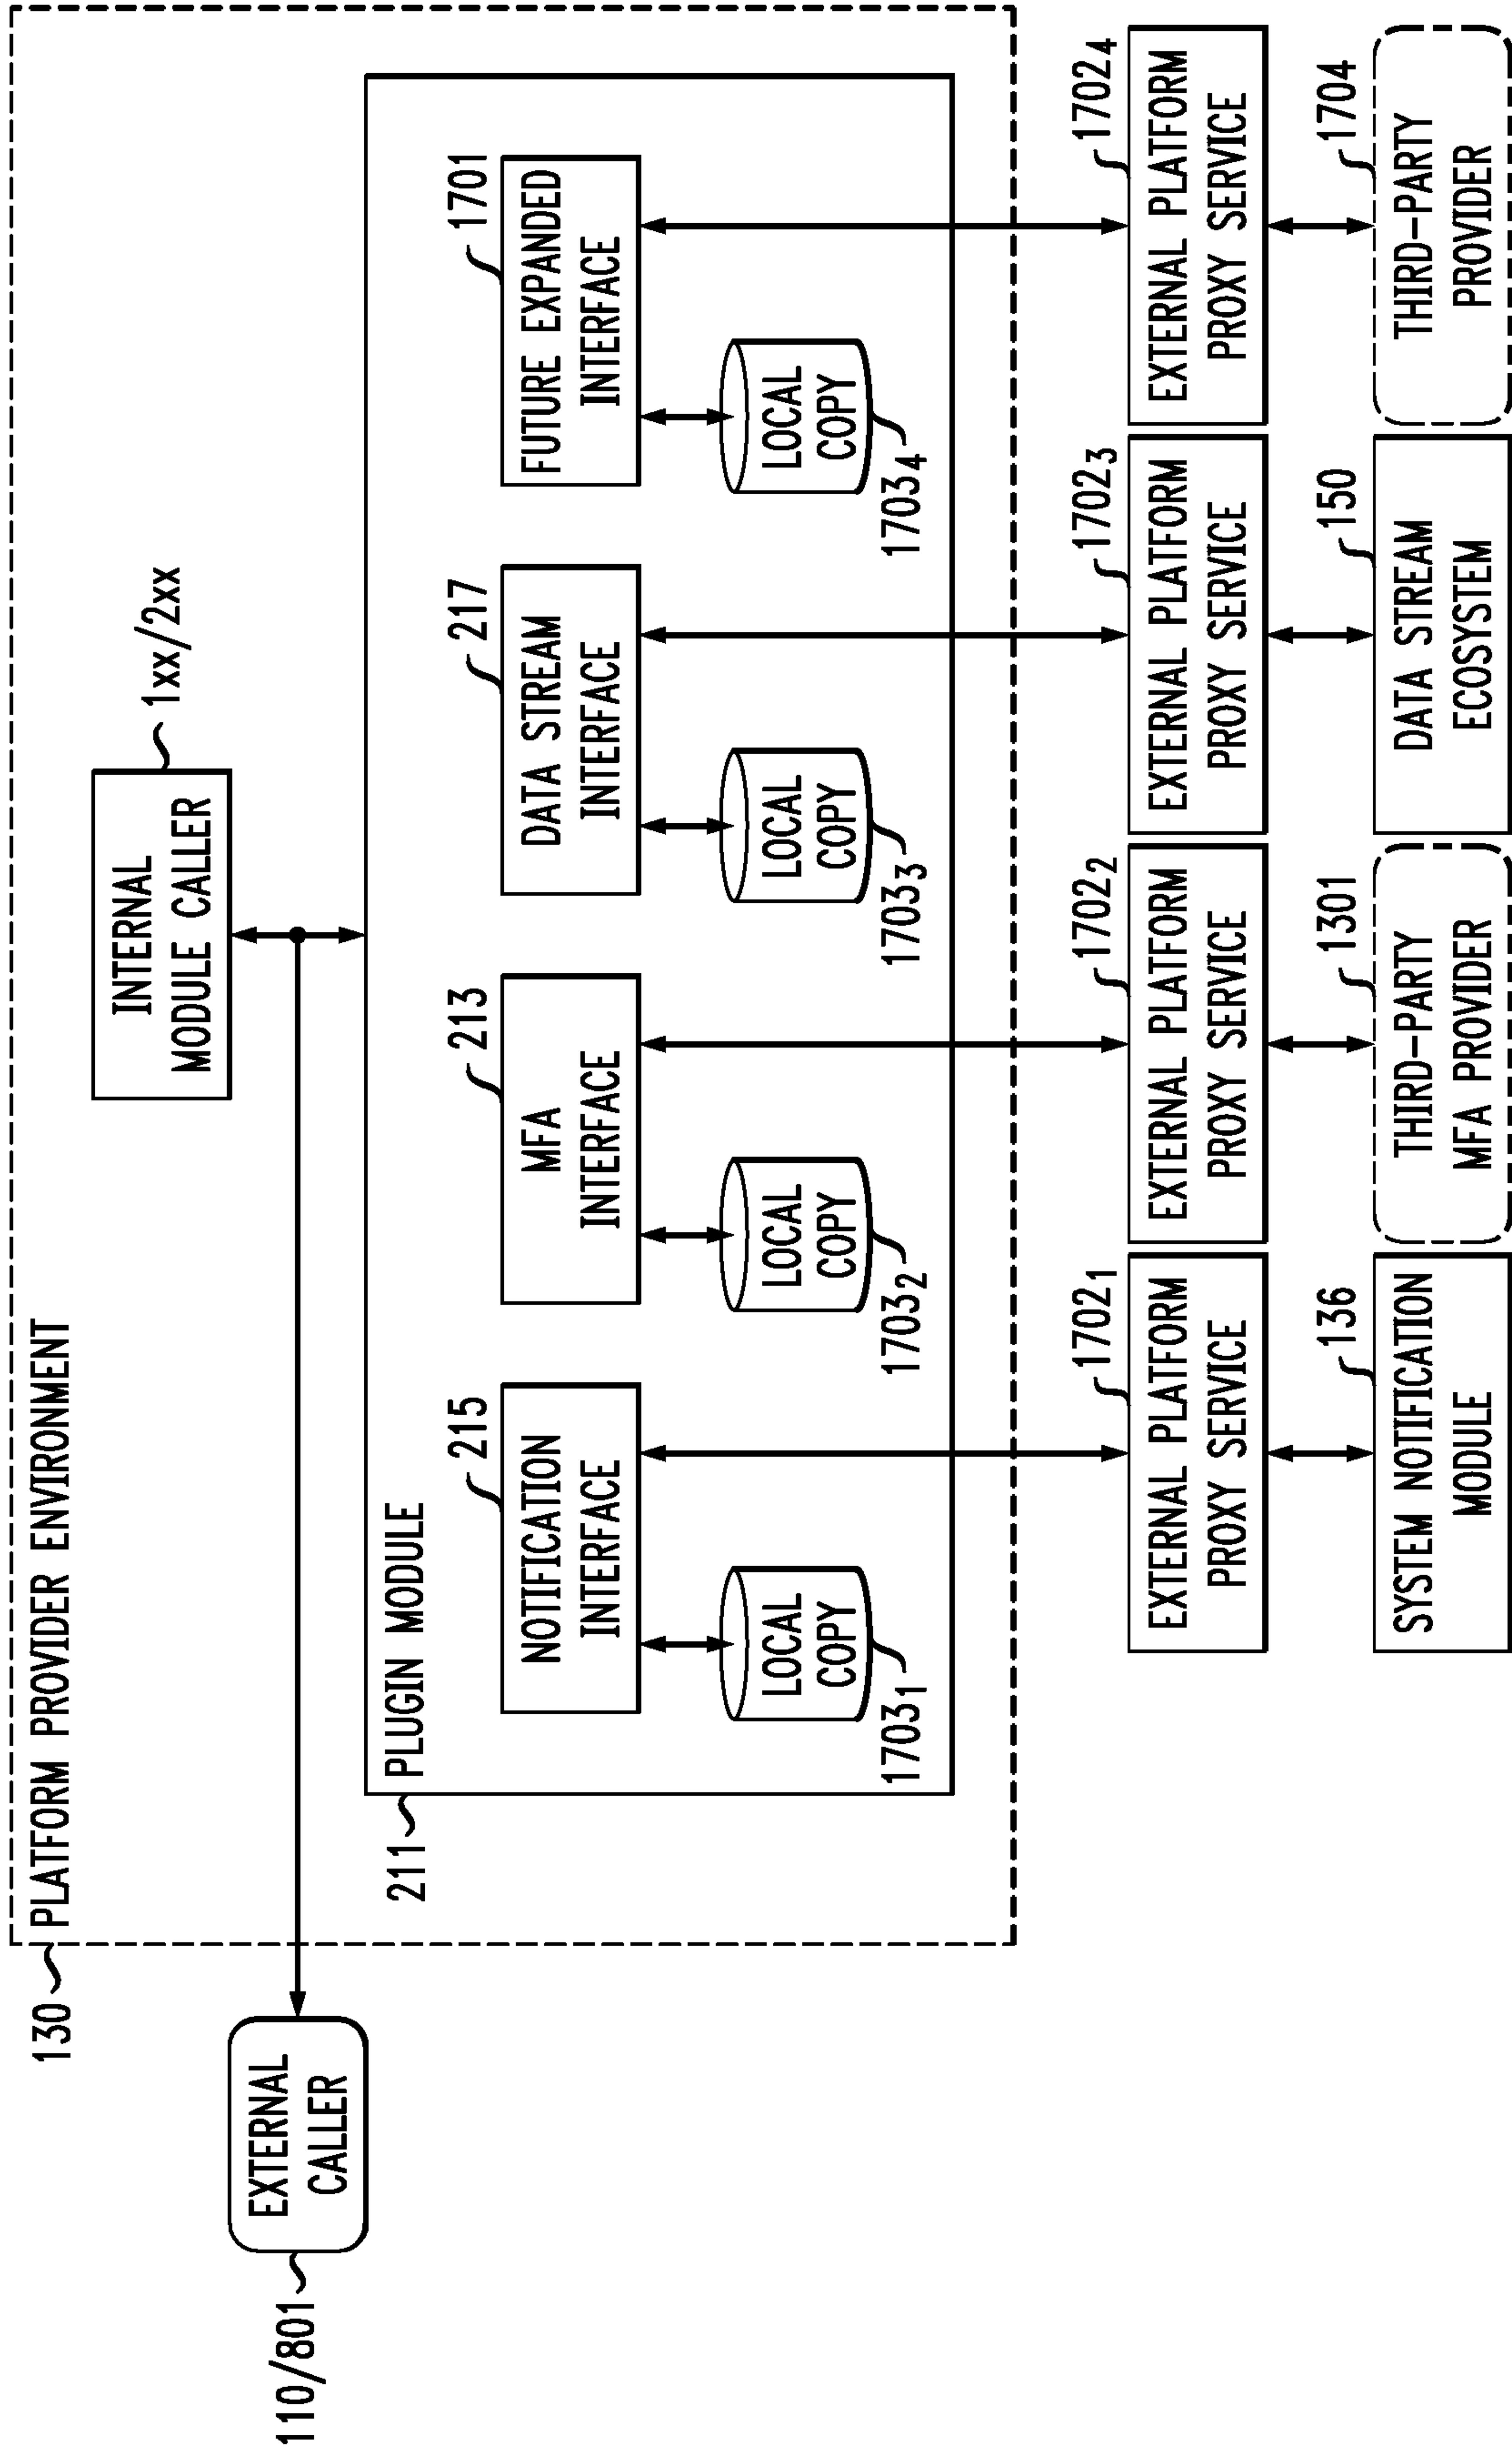 130
PLATFORM PROVIDER ENVIRONMENT
110/801
EXTERNAL
CALLER
INTERNAL
MODULE CALLER
1xx/2xx
211
PLUGIN MODULE
215
NOTIFICATION
INTERFACE
213
MFA
INTERFACE
217
DATA STREAM
INTERFACE
1701
FUTURE EXPANDED
INTERFACE
LOCAL
COPY
1703₁
LOCAL
COPY
1703₂
LOCAL
COPY
1703₃
LOCAL
COPY
1703₄
1702₁
EXTERNAL PLATFORM
PROXY SERVICE
1702₂
EXTERNAL PLATFORM
PROXY SERVICE
1702₃
EXTERNAL PLATFORM
PROXY SERVICE
1702₄
EXTERNAL PLATFORM
PROXY SERVICE
136
SYSTEM NOTIFICATION
MODULE
1301
THIRD-PARTY
MFA PROVIDER
150
DATA STREAM
ECOSYSTEM
1704
THIRD-PARTY
PROVIDER